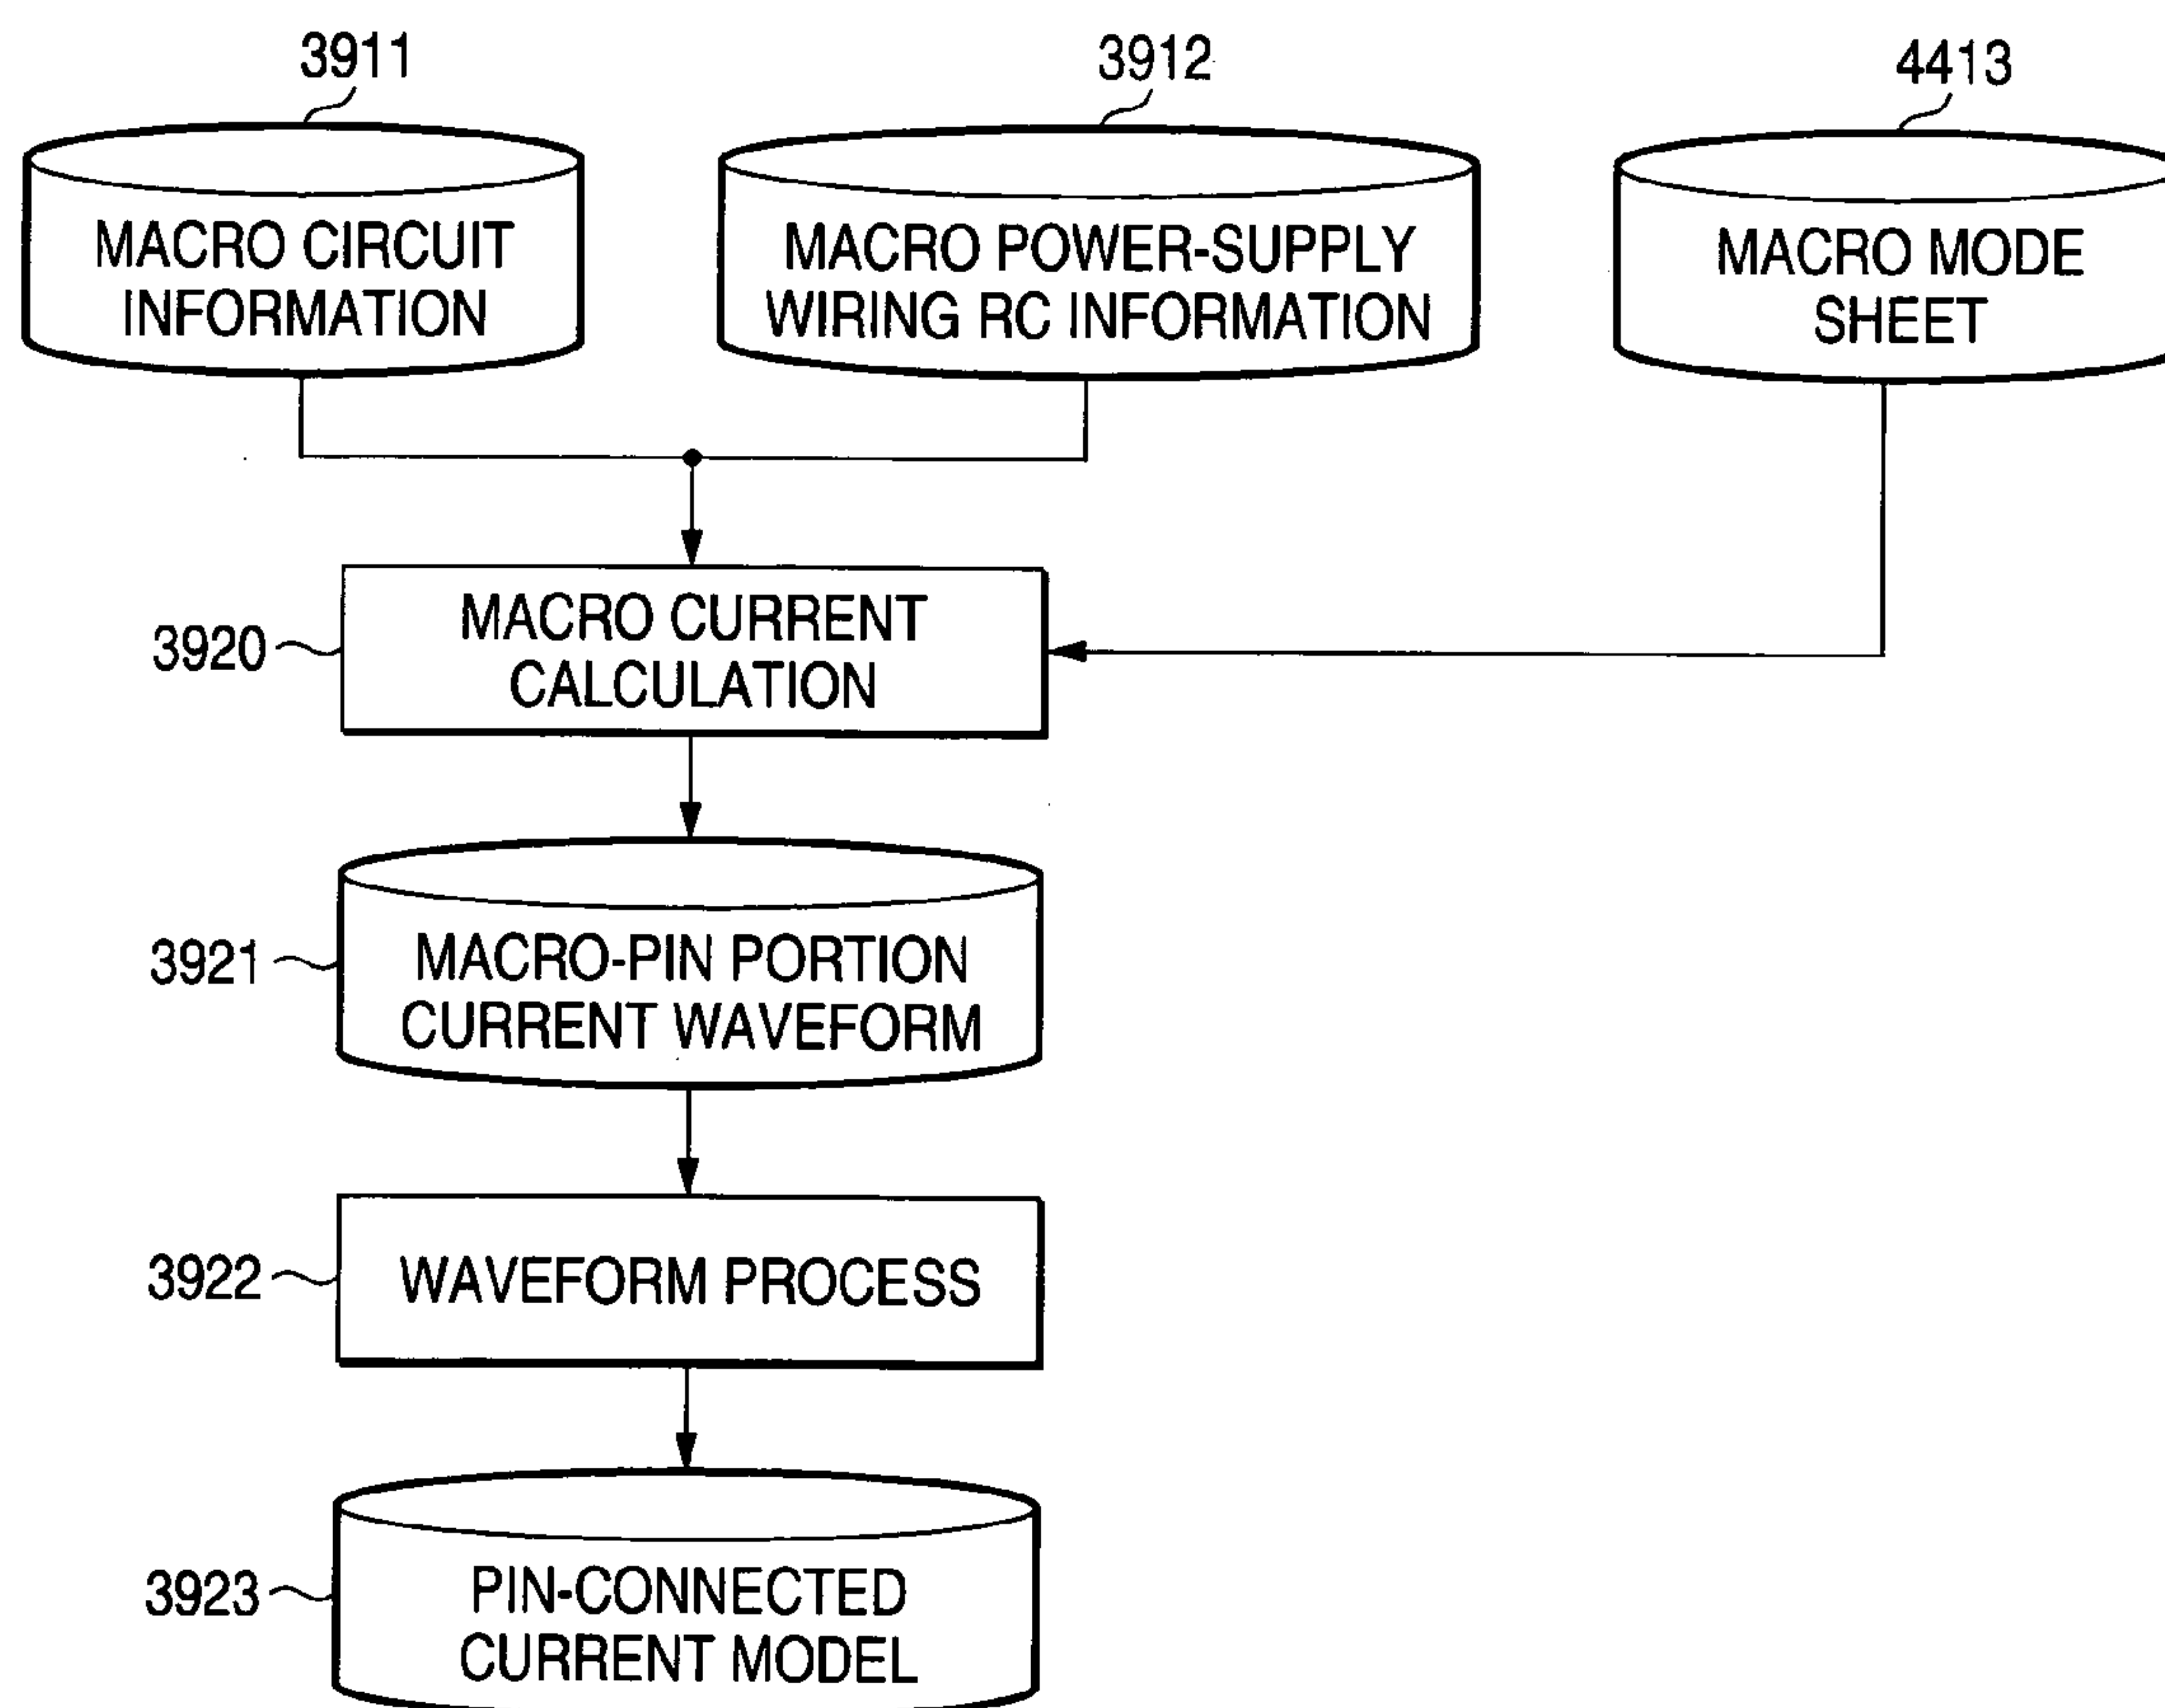 3911
3912
4413
MACRO CIRCUIT
INFORMATION
MACRO POWER-SUPPLY
WIRING RC INFORMATION
MACRO MODE
SHEET
3920
MACRO CURRENT
CALCULATION
3921
MACRO-PIN PORTION
CURRENT WAVEFORM
3922
WAVEFORM PROCESS
3923
PIN-CONNECTED
CURRENT MODEL